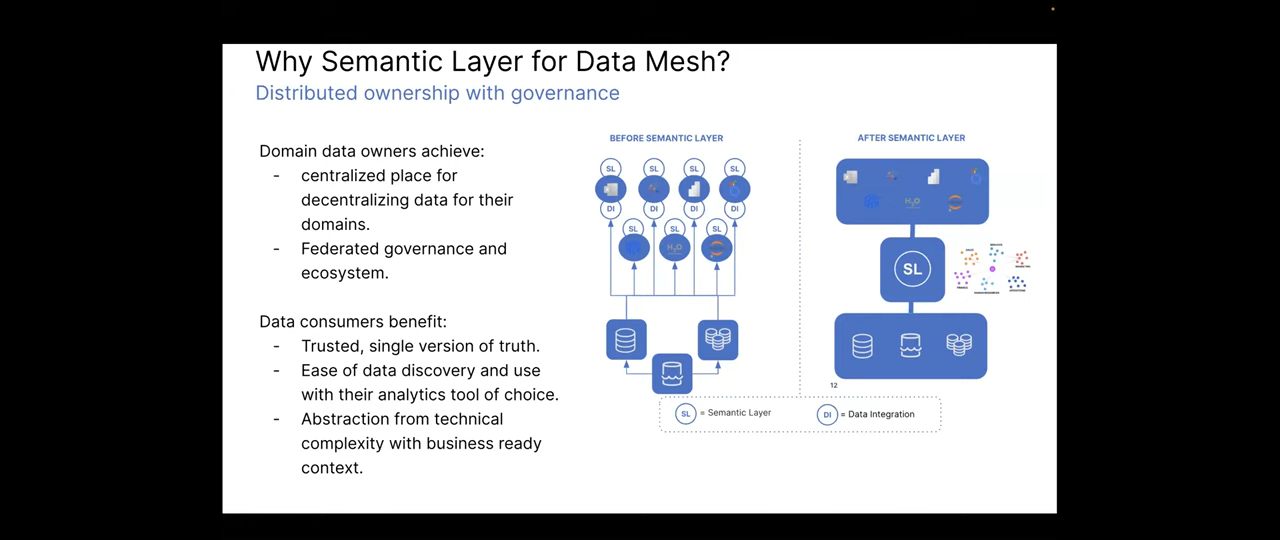 Why Semantic Layer for Data Mesh?
Distributed ownership with governance
Domain data owners achieve:
- centralized place for
decentralizing data for their
domains.
- Federated governance and
ecosystem.
Data consumers benefit:
- Trusted, single version of truth.
- Ease of data discovery and use
with their analytics tool of choice.
- Abstraction from technical
complexity with business ready
context.
BEFORE SEMANTIC LAYER
SL SL SL SL
DI DI DI DI
SL SL SL
H2O
AFTER SEMANTIC LAYER
H2O
SL
12
SL = Semantic Layer
DI = Data Integration